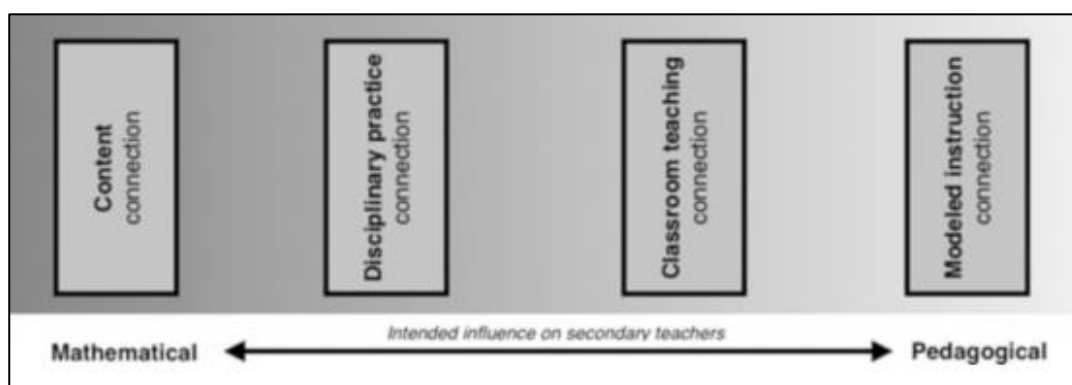 Content
connection
Disciplinary practice
connection
Classroom teaching
connection
Modeled instruction
connection
Intended influence on secondary teachers
Mathematical
Pedagogical